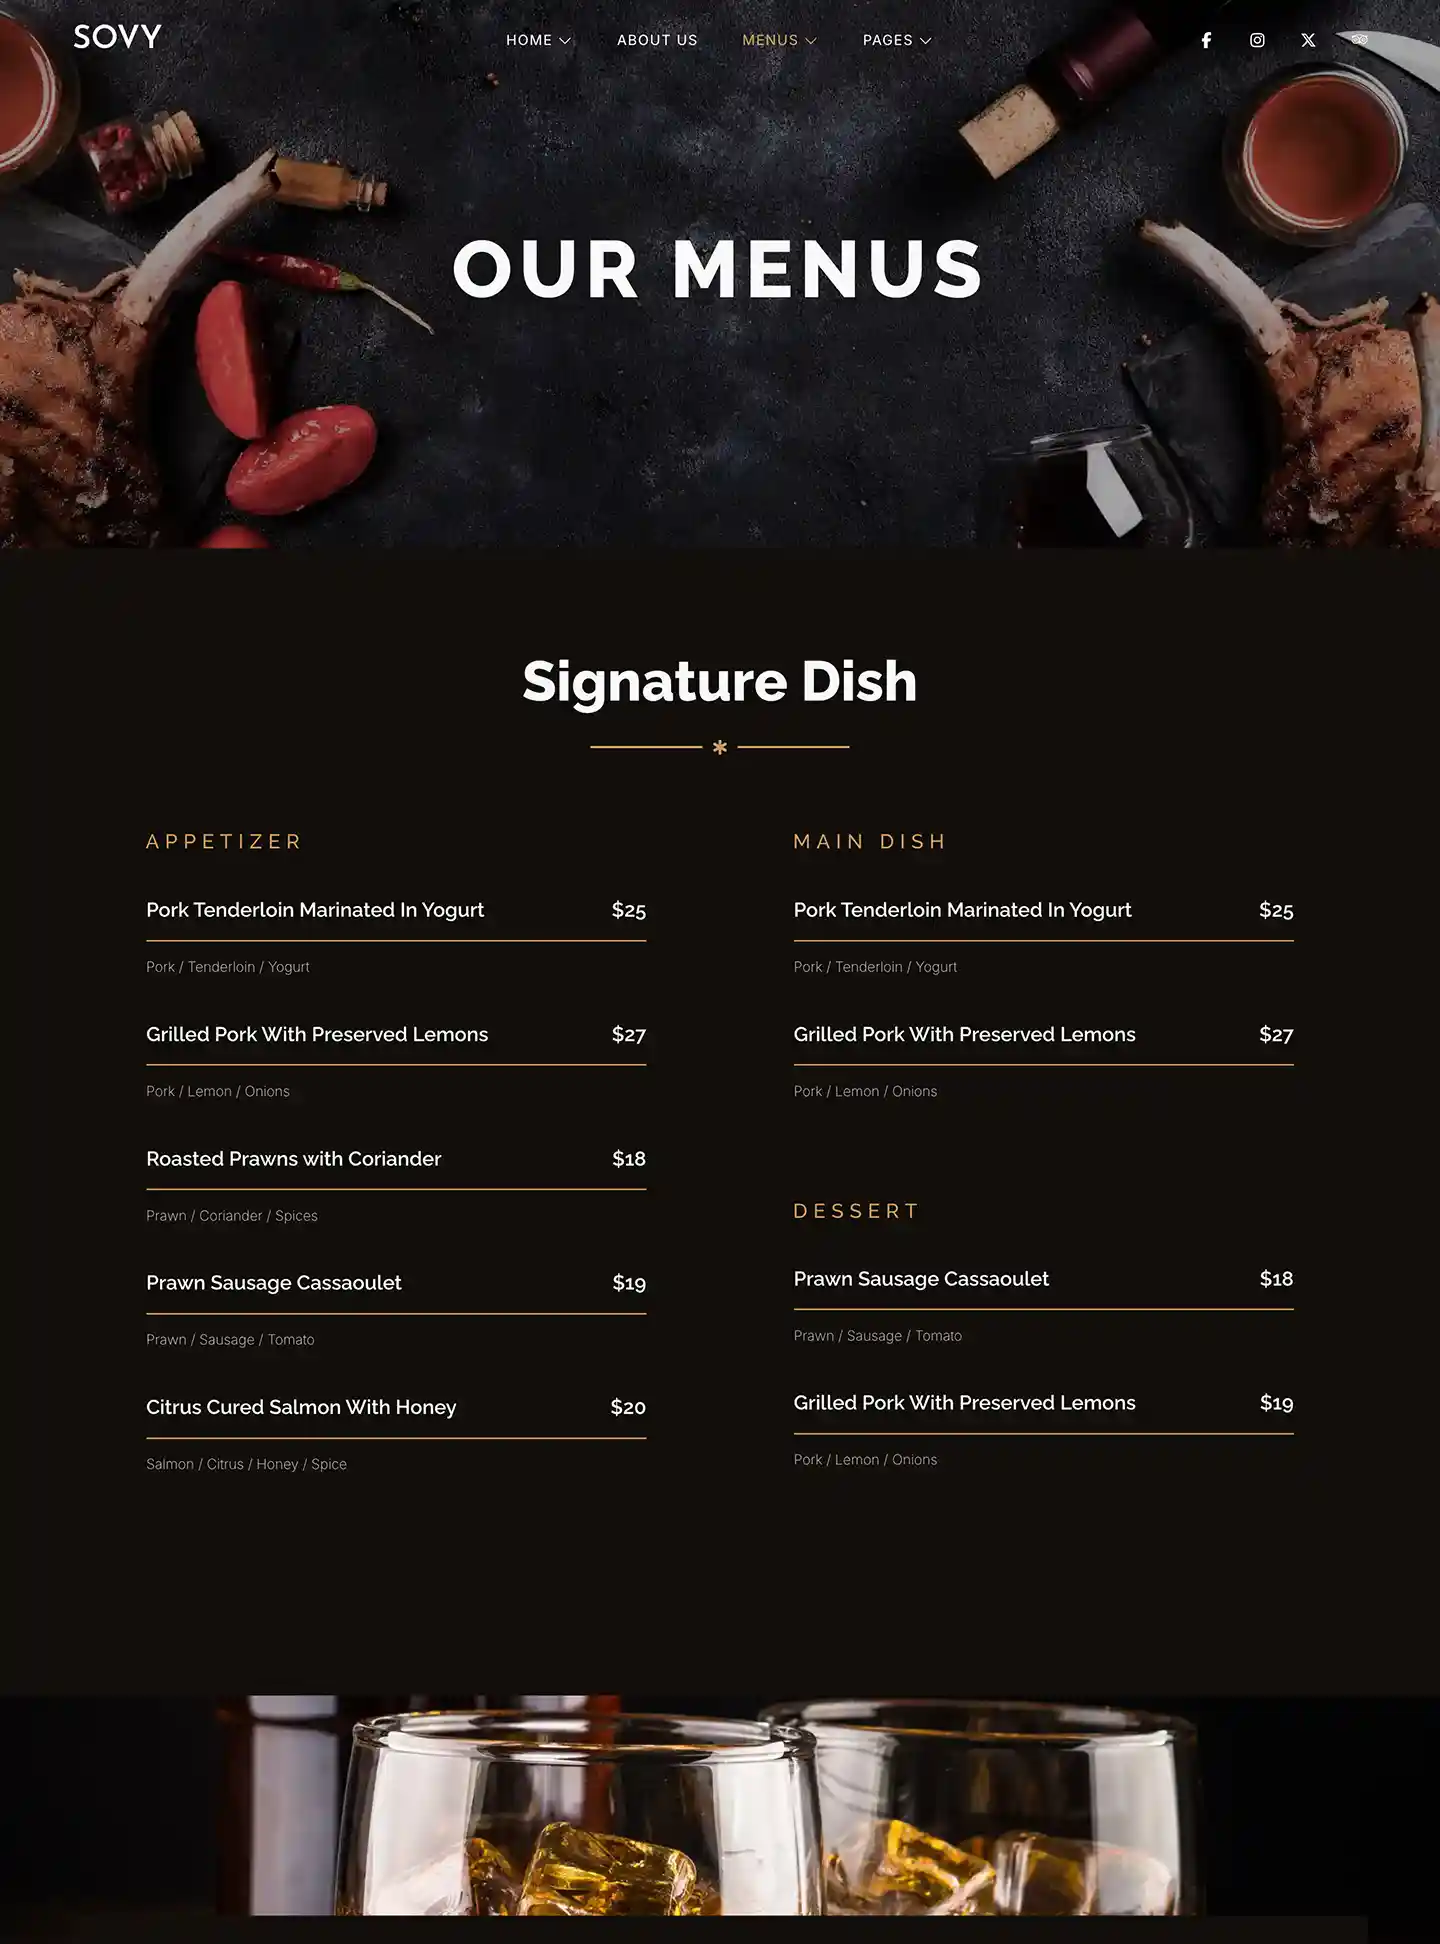 SOVY
HOME
ABOUT US
MENUS
PAGES
OUR MENUS
Signature Dish
APPETIZER
Pork Tenderloin Marinated In Yogurt $25
Pork / Tenderloin / Yogurt
Grilled Pork With Preserved Lemons $27
Pork / Lemon / Onions
Roasted Prawns with Coriander $18
Prawn / Coriander / Spices
Prawn Sausage Cassaoulet $19
Prawn / Sausage / Tomato
Citrus Cured Salmon With Honey $20
Salmon / Citrus / Honey / Spice
MAIN DISH
Pork Tenderloin Marinated In Yogurt $25
Pork / Tenderloin / Yogurt
Grilled Pork With Preserved Lemons $27
Pork / Lemon / Onions
DESSERT
Prawn Sausage Cassaoulet $18
Prawn / Sausage / Tomato
Grilled Pork With Preserved Lemons $19
Pork / Lemon / Onions